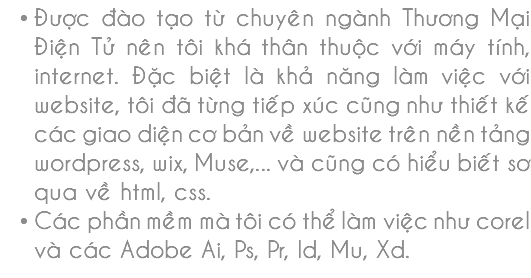 • Được đào tạo từ chuyên ngành Thương Mại
Điện Tử nên tôi khá thân thuộc với máy tính,
internet. Đặc biệt là khả năng làm việc với
website, tôi đã từng tiếp xúc cũng như thiết kế
các giao diện cơ bản về website trên nền tảng
wordpress, wix, Muse,... và cũng có hiểu biết sơ
qua về html, css.
• Các phần mềm mà tôi có thể làm việc như corel
và các Adobe Ai, Ps, Pr, Id, Mu, Xd.